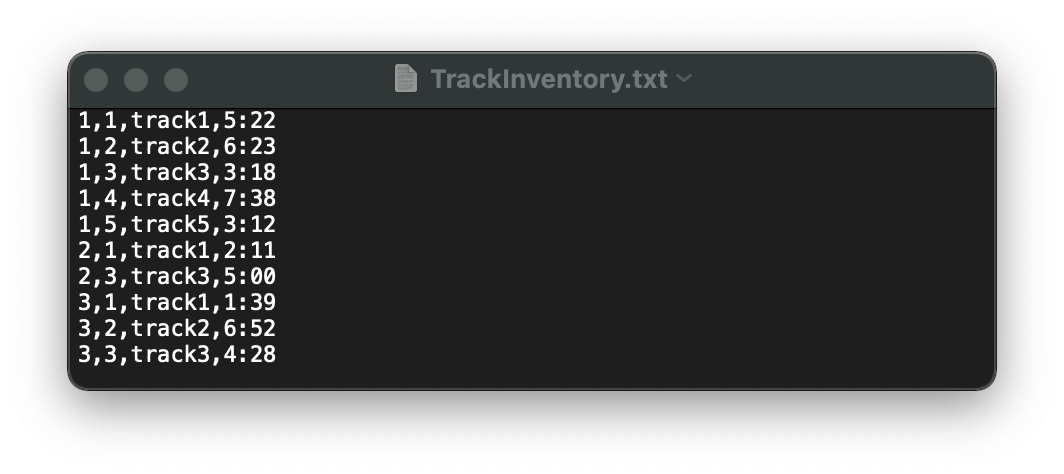 TrackInventory.txt
1,1,track1,5:22
1,2,track2,6:23
1,3,track3,3:18
1,4,track4,7:38
1,5,track5,3:12
2,1,track1,2:11
2,3,track3,5:00
3,1,track1,1:39
3,2,track2,6:52
3,3,track3,4:28